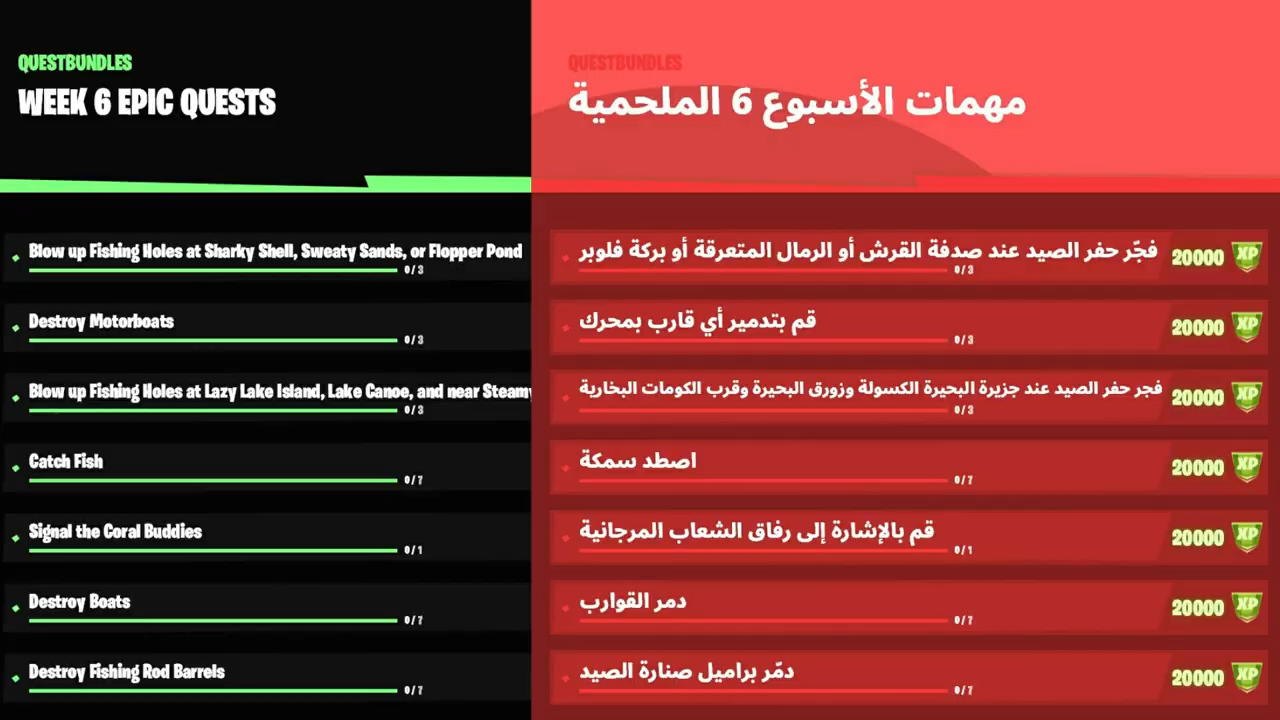 QUESTBUNDLES
WEEK 6 EPIC QUESTS
Blow up Fishing Holes at Sharky Shell, Sweaty Sands, or Flopper Pond
0/3
Destroy Motorboats
0/3
Blow up Fishing Holes at Lazy Lake Island, Lake Canoe, and near Steamy
0/3
Catch Fish
0/7
Signal the Coral Buddies
0/1
Destroy Boats
0/7
Destroy Fishing Rod Barrels
0/7
QUESTBUNDLES
مهمات الأسبوع 6 الملحمية
فجّر حفر الصيد عند صدفة القرش أو الرمال المتعرقة أو بركة فلوبر
0/3
20000 XP
قم بتدمير أي قارب بمحرك
0/3
20000 XP
فجر حفر الصيد عند جزيرة البحيرة الكسولة وزورق البحيرة وقرب الكومات البخارية
0/3
20000 XP
اصطد سمكة
0/7
20000 XP
قم بالإشارة إلى رفاق الشعاب المرجانية
0/1
20000 XP
دمر القوارب
0/7
20000 XP
دمّر براميل صنارة الصيد
0/7
20000 XP